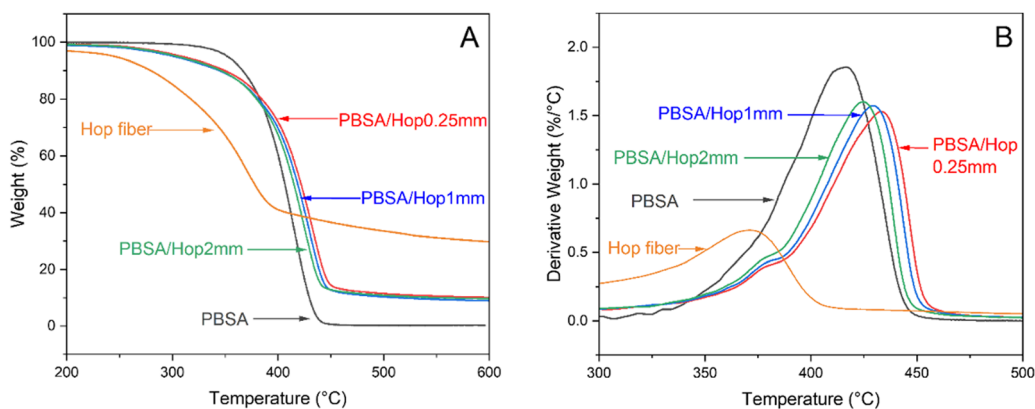 A
100
80
60
40
20
0
Weight (%)
200
300
400
500
600
Temperature (°C)
Hop fiber
PBSA/Hop0.25mm
PBSA/Hop1mm
PBSA/Hop2mm
PBSA
B
2.0
1.5
1.0
0.5
0.0
Derivative Weight (%/°C)
300
350
400
450
500
Temperature (°C)
PBSA/Hop1mm
PBSA/Hop2mm
PBSA/Hop
0.25mm
PBSA
Hop fiber